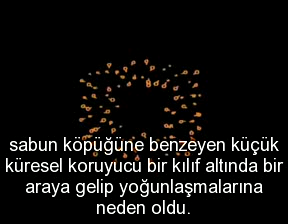 sabun köpüğüne benzeyen küçük
küresel koruyucu bir kılıf altında bir
araya gelip yoğunlaşmalarına
neden oldu.